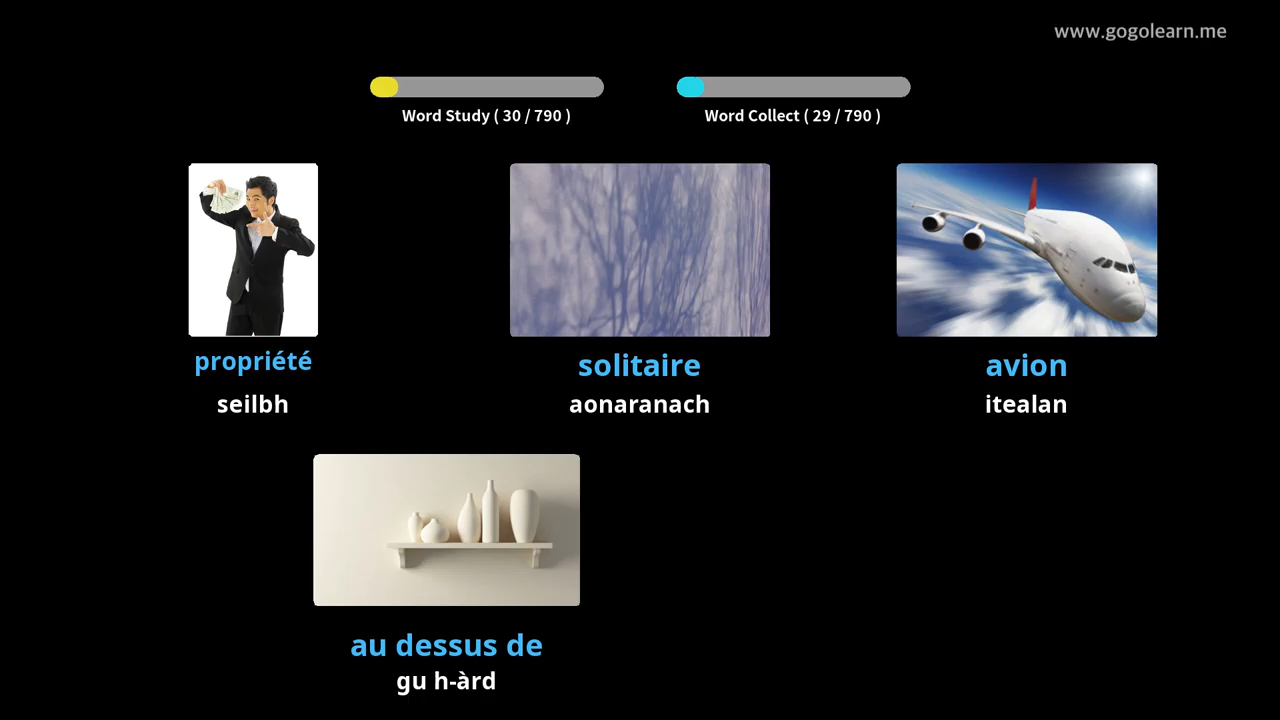 www.gogolearn.me
Word Study ( 30 / 790 )
Word Collect ( 29 / 790 )
propriété
seilbh
solitaire
aonaranach
avion
itealan
au dessus de
gu h-àrd